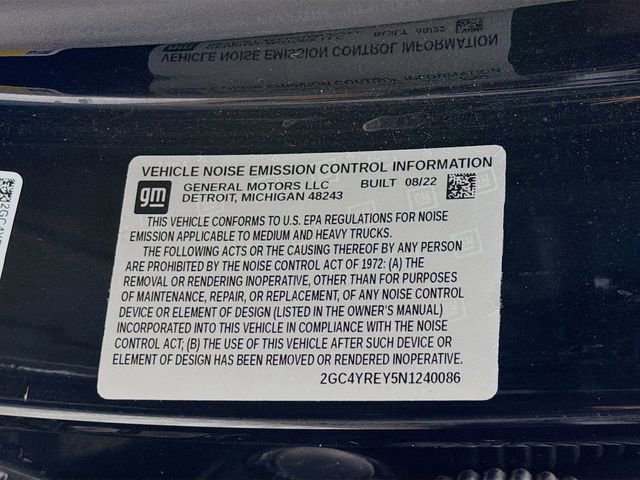 VEHICLE NOISE EMISSION CONTROL INFORMATION
gm
GENERAL MOTORS LLC BUILT 08/22
DETROIT, MICHIGAN 48243
THIS VEHICLE CONFORMS TO U.S. EPA REGULATIONS FOR NOISE
EMISSION APPLICABLE TO MEDIUM AND HEAVY TRUCKS.
THE FOLLOWING ACTS OR THE CAUSING THEREOF BY ANY PERSON
ARE PROHIBITED BY THE NOISE CONTROL ACT OF 1972: (A) THE
REMOVAL OR RENDERING INOPERATIVE, OTHER THAN FOR PURPOSES
OF MAINTENANCE, REPAIR, OR REPLACEMENT, OF ANY NOISE CONTROL
DEVICE OR ELEMENT OF DESIGN (LISTED IN THE OWNER'S MANUAL)
INCORPORATED INTO THIS VEHICLE IN COMPLIANCE WITH THE NOISE
CONTROL ACT; (B) THE USE OF THIS VEHICLE AFTER SUCH DEVICE OR
ELEMENT OF DESIGN HAS BEEN REMOVED OR RENDERED INOPERATIVE.
2GC4YREY5N1240086